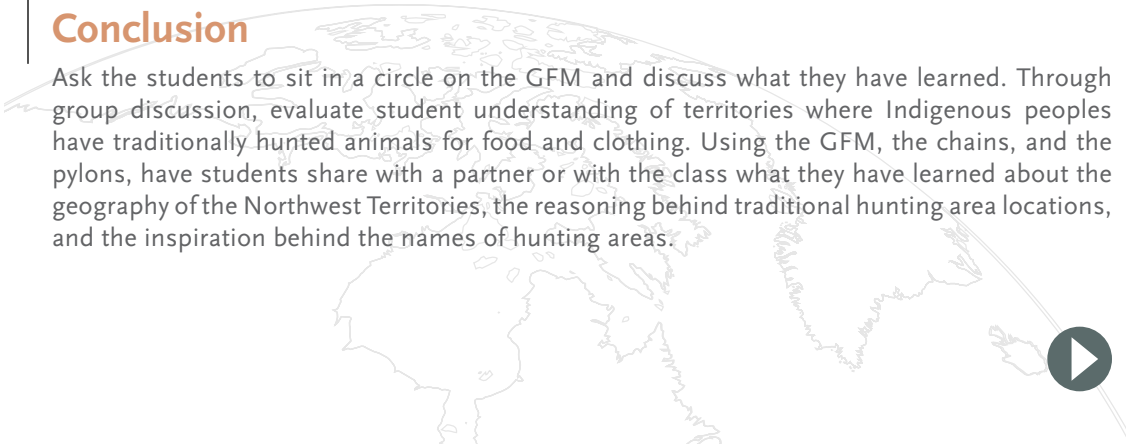 Conclusion
Ask the students to sit in a circle on the GFM and discuss what they have learned. Through
group discussion, evaluate student understanding of territories where Indigenous peoples
have traditionally hunted animals for food and clothing. Using the GFM, the chains, and the
pylons, have students share with a partner or with the class what they have learned about the
geography of the Northwest Territories, the reasoning behind traditional hunting area locations,
and the inspiration behind the names of hunting areas.